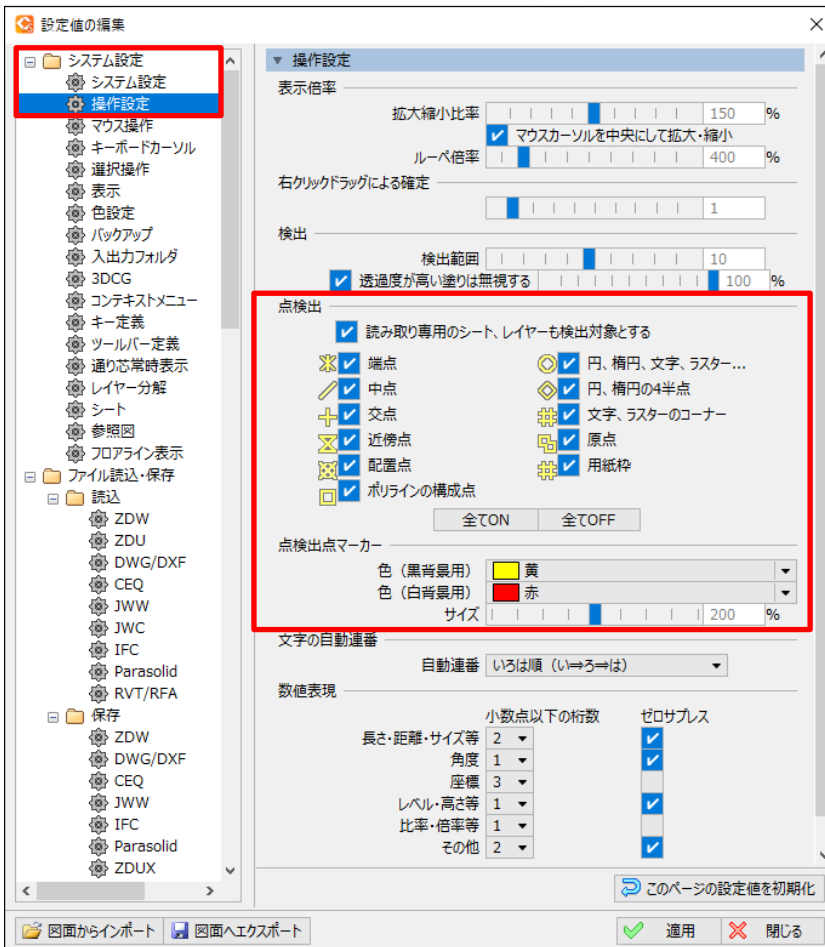 設定値の編集
システム設定
システム設定
操作設定
マウス操作
キーボードカーソル
選択操作
表示
色設定
バックアップ
入出力フォルダ
3DCG
コンテキストメニュー
キー定義
ツールバー定義
通り芯常時表示
レイヤー分解
シート
参照図
フロアライン表示
ファイル読込・保存
読込
ZDW
ZDU
DWG/DXF
CEQ
JWW
JWC
IFC
Parasolid
RVT/RFA
保存
ZDW
DWG/DXF
CEQ
JWW
IFC
Parasolid
ZDUX
操作設定
表示倍率
拡大縮小比率 150 %
マウスカーソルを中央にして拡大・縮小
ルーペ倍率 400 %
右クリックドラッグによる確定
1
検出
検出範囲 10
透過度が高い塗りは無視する 100 %
点検出
読み取り専用のシート、レイヤーも検出対象とする
端点 円、楕円、文字、ラスター...
中点 円、楕円の4半点
交点 文字、ラスターのコーナー
近傍点 原点
配置点 用紙枠
ポリラインの構成点
全てON 全てOFF
点検出点マーカー
色（黒背景用） 黄
色（白背景用） 赤
サイズ 200 %
文字の自動連番
自動連番 いろは順（い⇒ろ⇒は）
数値表現
小数点以下の桁数 ゼロサプレス
長さ・距離・サイズ等 2
角度 1
座標 3
レベル・高さ等 1
比率・倍率等 1
その他 2
このページの設定値を初期化
図面からインポート 図面へエクスポート 適用 閉じる